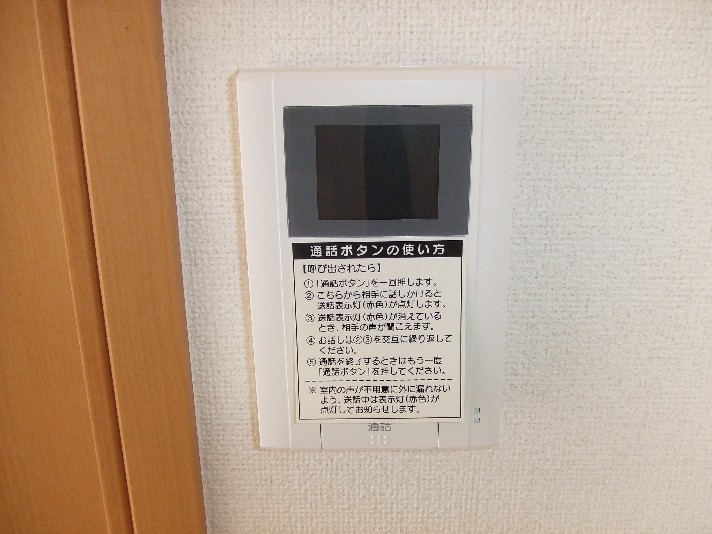 通話ボタンの使い方
【呼び出されたら】
①「通話ボタン」を一回押します。
② こちらから相手に話しかけると
送話表示灯(赤色)が点灯します。
③ 送話表示灯(赤色)が消えている
とき、相手の声が聞こえます。
④ お話しは②③を交互に繰り返して
ください。
⑤ 通話を終了するときはもう一度
「通話ボタン」を押してください。
※ 室内の声が不用意に外に漏れない
よう、送話中は表示灯(赤色)が
点灯してお知らせします。
通話